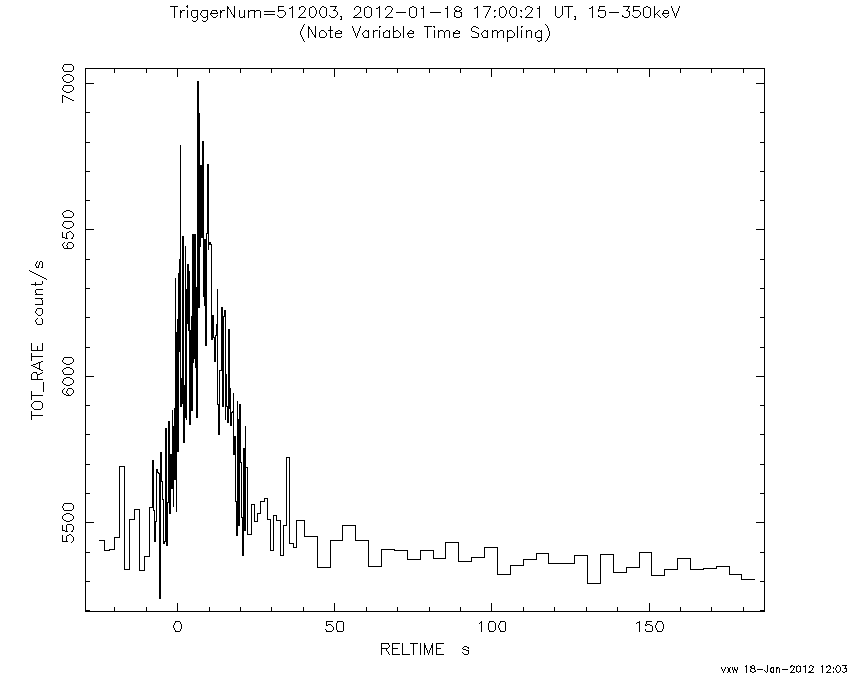 TriggerNum=512003, 2012-01-18 17:00:21 UT, 15-350keV
(Note Variable Time Sampling)
7000
6500
6000
5500
TOT_RATE count/s
0 50 100 150
RELTIME s
vxw 18-Jan-2012 12:03